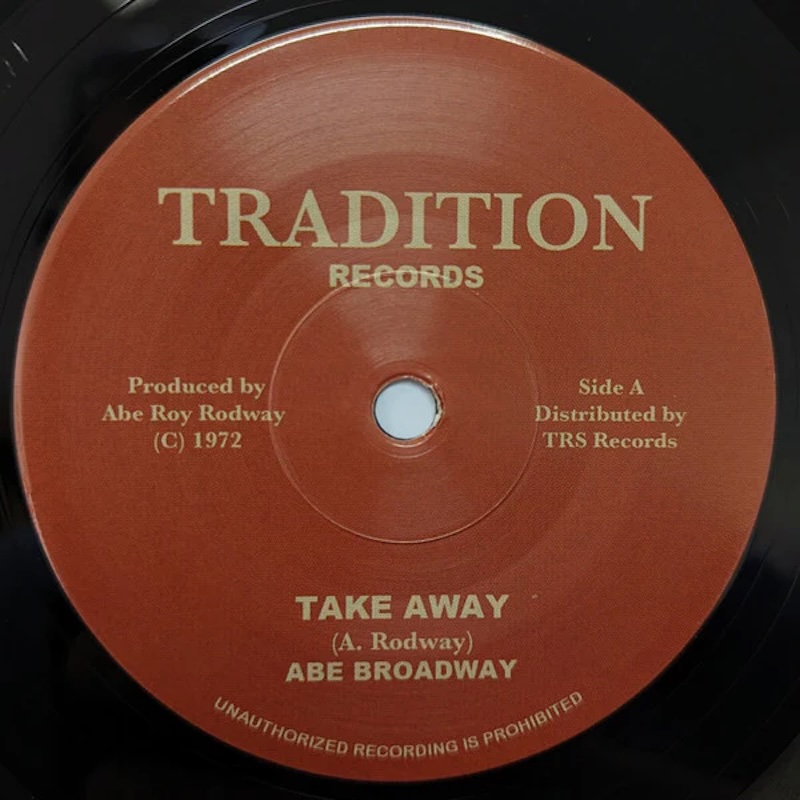 TRADITION
RECORDS
Produced by
Abe Roy Rodway
(C) 1972
Side A
Distributed by
TRS Records
TAKE AWAY
(A. Rodway)
ABE BROADWAY
UNAUTHORIZED RECORDING IS PROHIBITED